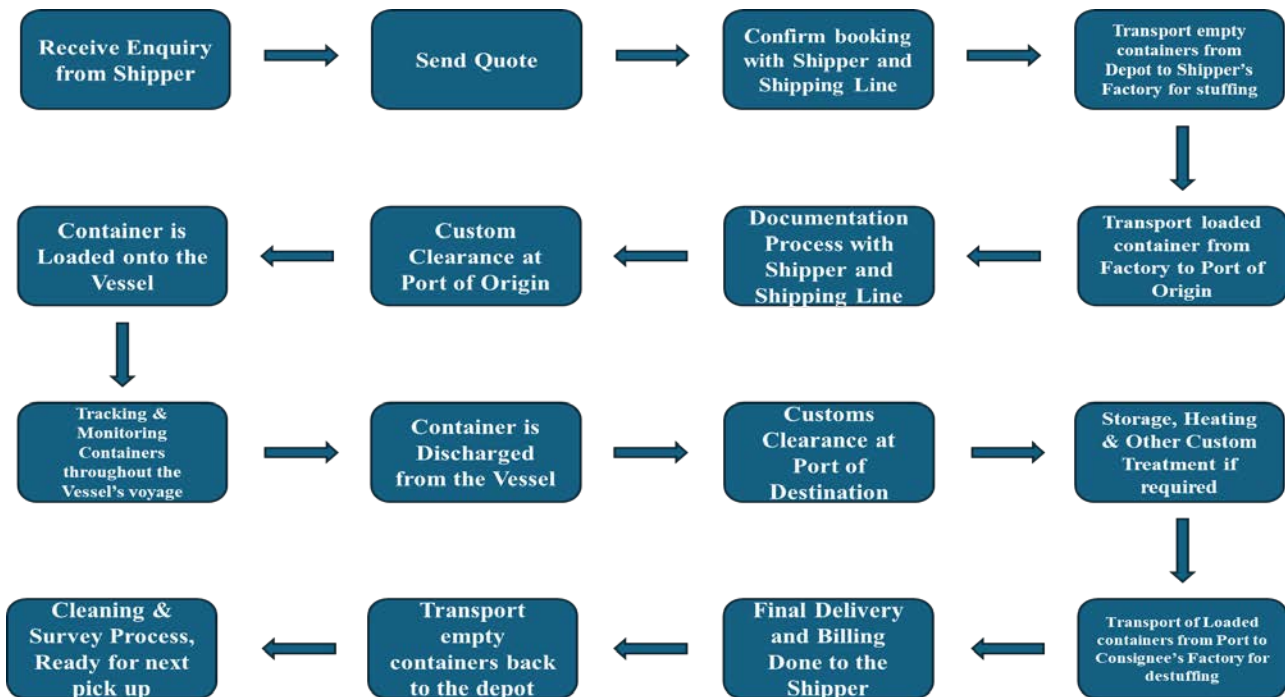 Receive Enquiry
from Shipper
Send Quote
Confirm booking
with Shipper and
Shipping Line
Transport empty
containers from
Depot to Shipper's
Factory for stuffing
Transport loaded
container from
Factory to Port of
Origin
Documentation
Process with
Shipper and
Shipping Line
Custom
Clearance at
Port of Origin
Container is
Loaded onto the
Vessel
Tracking &
Monitoring
Containers
throughout the
Vessel's voyage
Container is
Discharged
from the Vessel
Customs
Clearance at
Port of
Destination
Storage, Heating
& Other Custom
Treatment if
required
Transport of Loaded
containers from Port to
Consignee's Factory for
destuffing
Final Delivery
and Billing
Done to the
Shipper
Transport
empty
containers back
to the depot
Cleaning &
Survey Process,
Ready for next
pick up